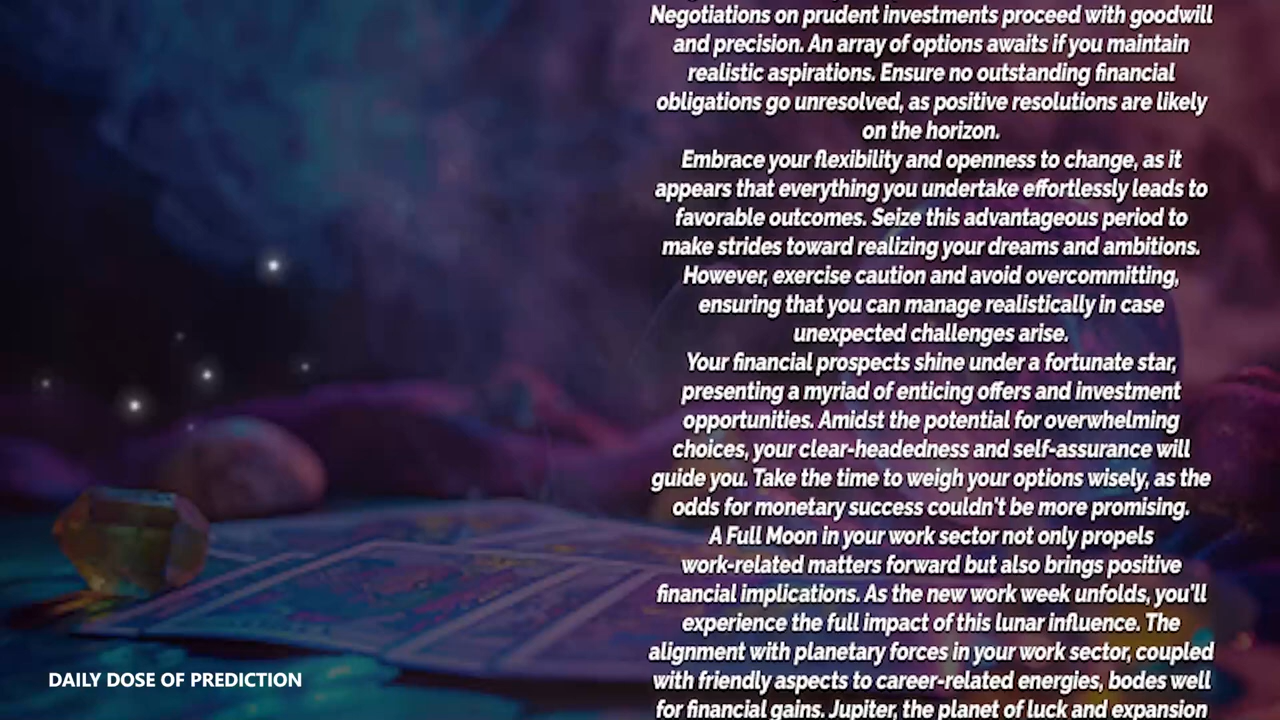 Negotiations on prudent investments proceed with goodwill
and precision. An array of options awaits if you maintain
realistic aspirations. Ensure no outstanding financial
obligations go unresolved, as positive resolutions are likely
on the horizon.
Embrace your flexibility and openness to change, as it
appears that everything you undertake effortlessly leads to
favorable outcomes. Seize this advantageous period to
make strides toward realizing your dreams and ambitions.
However, exercise caution and avoid overcommitting,
ensuring that you can manage realistically in case
unexpected challenges arise.
Your financial prospects shine under a fortunate star,
presenting a myriad of enticing offers and investment
opportunities. Amidst the potential for overwhelming
choices, your clear-headedness and self-assurance will
guide you. Take the time to weigh your options wisely, as the
odds for monetary success couldn't be more promising.
A Full Moon in your work sector not only propels
work-related matters forward but also brings positive
financial implications. As the new work week unfolds, you'll
experience the full impact of this lunar influence. The
alignment with planetary forces in your work sector, coupled
with friendly aspects to career-related energies, bodes well
for financial gains. Jupiter, the planet of luck and expansion
DAILY DOSE OF PREDICTION